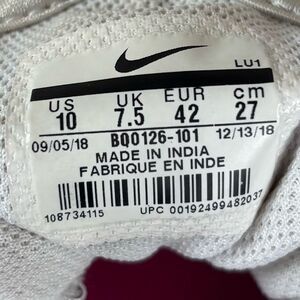 LU1
US UK EUR cm
10 7.5 42 27
09/05/18 BQ0126-101 12/13/18
MADE IN INDIA
FABRIQUE EN INDE
108734115 UPC 00192499482037